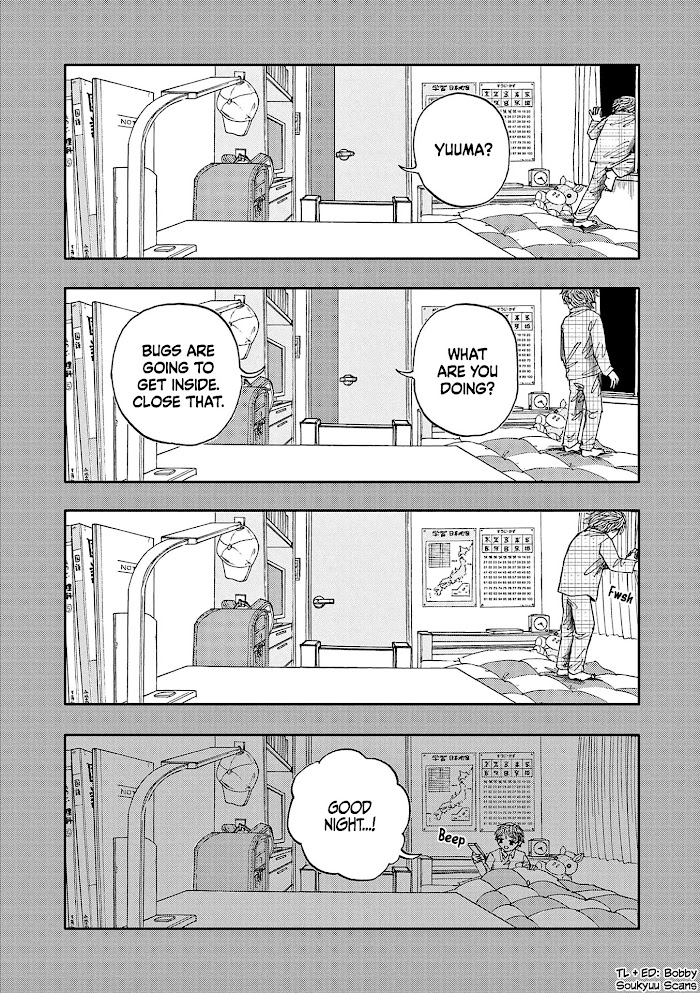 YUUMA?
WHAT
ARE YOU
DOING?
BUGS ARE
GOING TO
GET INSIDE.
CLOSE THAT.
Fwsh
GOOD
NIGHT...!
Beep
TL + ED: Bobby
Soukyuu Scans